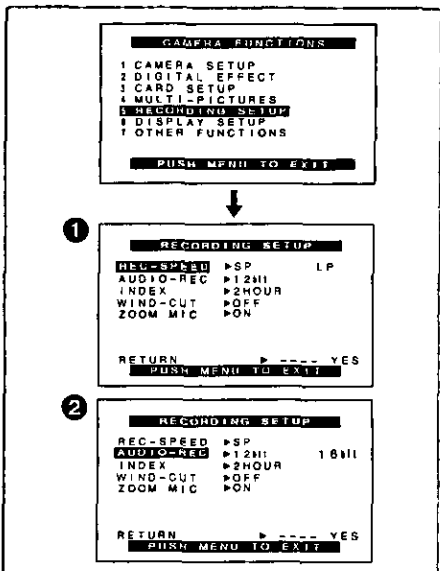 CAMERA FUNCTIONS
1 CAMERA SETUP
2 DIGITAL EFFECT
3 CARD SETUP
4 MULTI-PICTURES
5 RECORDING SETUP
6 DISPLAY SETUP
7 OTHER FUNCTIONS
PUSH MENU TO EXIT
1
RECORDING SETUP
REC-SPEED ▶SP LP
AUDIO-REC ▶12bit
INDEX ▶2HOUR
WIND-CUT ▶OFF
ZOOM MIC ▶ON
RETURN ▶ ---- YES
PUSH MENU TO EXIT
2
RECORDING SETUP
REC-SPEED ▶SP
AUDIO-REC ▶12bit 16bit
INDEX ▶2HOUR
WIND-CUT ▶OFF
ZOOM MIC ▶ON
RETURN ▶ ---- YES
PUSH MENU TO EXIT